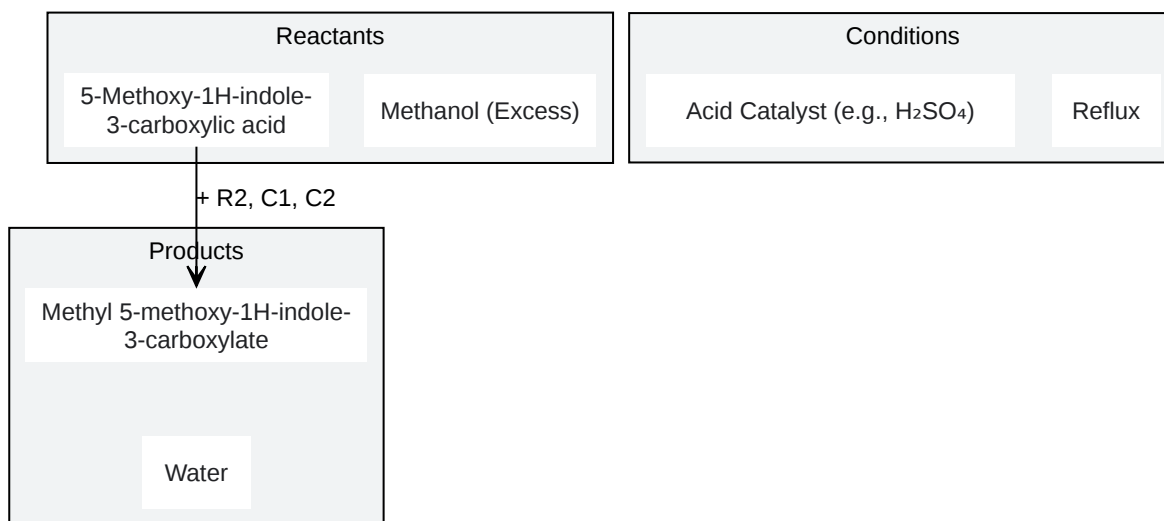 Reactants
5-Methoxy-1H-indole-
3-carboxylic acid
Methanol (Excess)
Conditions
Acid Catalyst (e.g., H₂SO₄)
Reflux
+ R2, C1, C2
Products
Methyl 5-methoxy-1H-indole-
3-carboxylate
Water